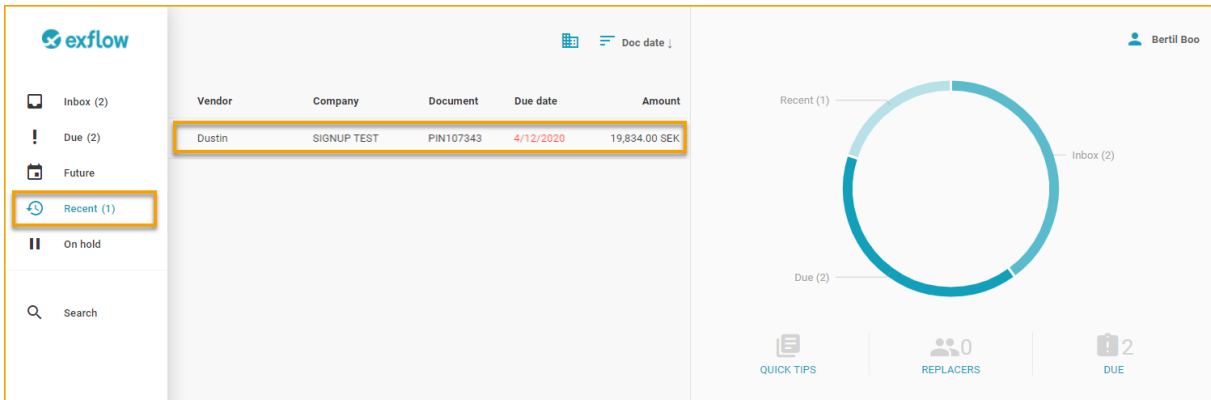 exflow
Inbox (2)
Due (2)
Future
Recent (1)
On hold
Search
Doc date ↓
Vendor Company Document Due date Amount
Dustin SIGNUP TEST PIN107343 4/12/2020 19,834.00 SEK
Bertil Boo
Recent (1)
Inbox (2)
Due (2)
QUICK TIPS
0
REPLACERS
2
DUE